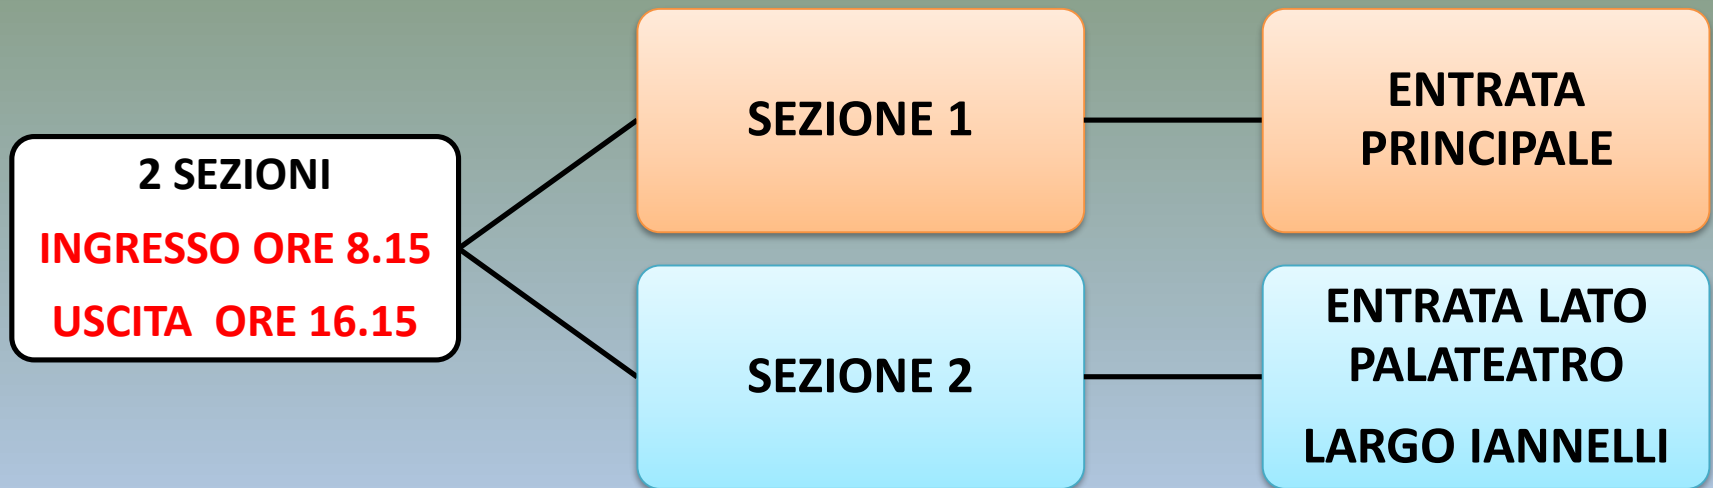 2 SEZIONI
INGRESSO ORE 8.15
USCITA  ORE 16.15
SEZIONE 1
ENTRATA
PRINCIPALE
SEZIONE 2
ENTRATA LATO
PALATEATRO
LARGO IANNELLI